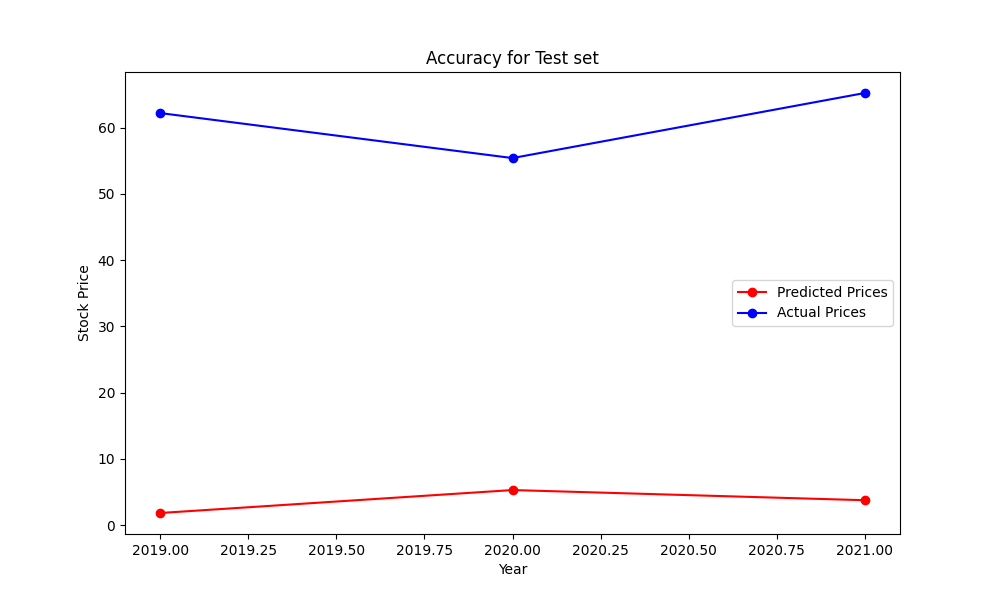 Accuracy for Test set
Stock Price
60
50
40
30
20
10
0
Predicted Prices
Actual Prices
2019.00 2019.25 2019.50 2019.75 2020.00 2020.25 2020.50 2020.75 2021.00
Year